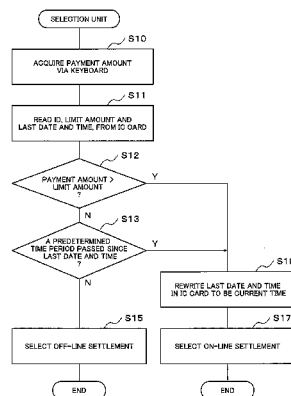 SELECTION UNIT
S10
ACQUIRE PAYMENT AMOUNT
VIA KEYBOARD
S11
READ ID, LIMIT AMOUNT AND
LAST DATE AND TIME, FROM IC CARD
S12
PAYMENT AMOUNT >
LIMIT AMOUNT
?
Y
N
S13
A PREDETERMINED
TIME PERIOD PASSED SINCE
LAST DATE AND TIME
?
Y
N
REWRITE LAST DATE AND TIME
IN IC CARD TO BE CURRENT TIME
S15
SELECT OFF-LINE SETTLEMENT
S17
SELECT ON-LINE SETTLEMENT
END
END